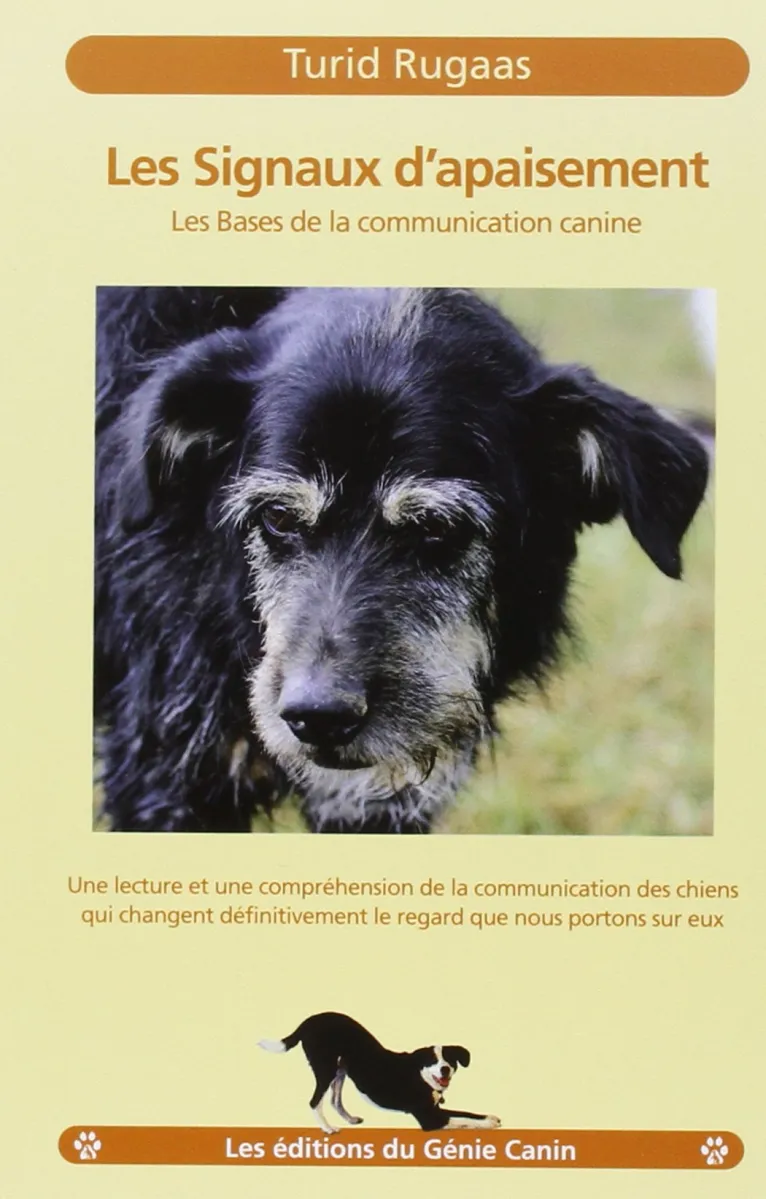 Turid Rugaas
Les Signaux d'apaisement
Les Bases de la communication canine
Une lecture et une compréhension de la communication des chiens
qui changent définitivement le regard que nous portons sur eux
Les éditions du Génie Canin